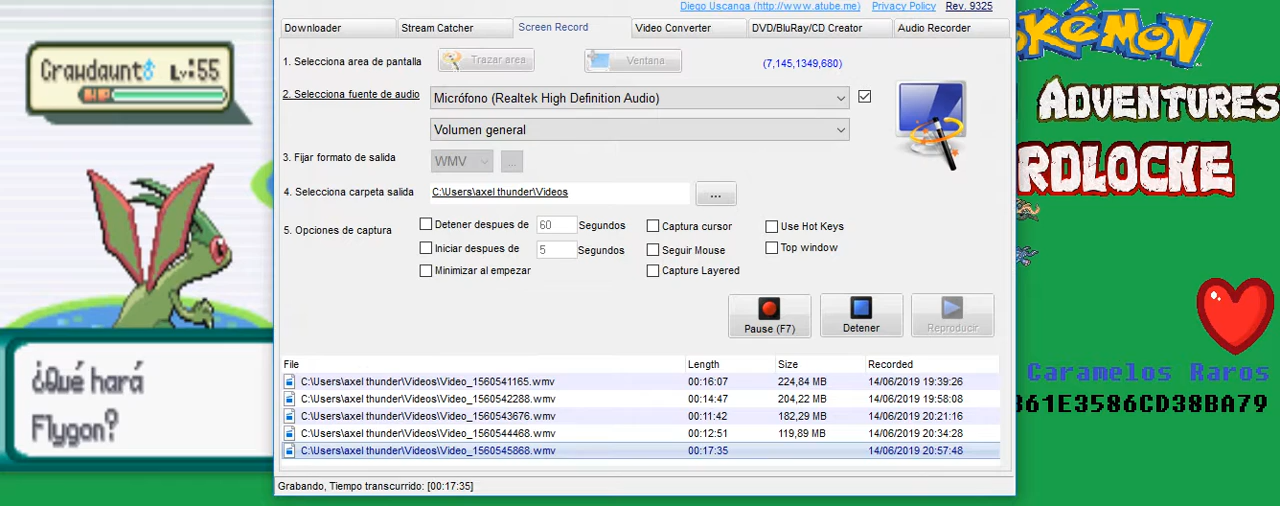 Diego Uscanga (http://www.atube.me) Privacy Policy Rev. 9325
Downloader Stream Catcher Screen Record Video Converter DVD/BluRay/CD Creator Audio Recorder
Crawdaunt♂ Lv:55
1. Selecciona area de pantalla Trazar area Ventana (7,145,1349,680)
2. Selecciona fuente de audio Micrófono (Realtek High Definition Audio)
Volumen general
3. Fijar formato de salida WMV ...
4. Selecciona carpeta salida C:\Users\axel thunder\Videos ...
5. Opciones de captura
Detener despues de 60 Segundos Captura cursor Use Hot Keys
Iniciar despues de 5 Segundos Seguir Mouse Top window
Minimizar al empezar Capture Layered
Pause (F7) Detener Reproducir
File Length Size Recorded
C:\Users\axel thunder\Videos\Video_1560541165.wmv 00:16:07 224,84 MB 14/06/2019 19:39:26
C:\Users\axel thunder\Videos\Video_1560542288.wmv 00:14:47 204,22 MB 14/06/2019 19:58:08
C:\Users\axel thunder\Videos\Video_1560543676.wmv 00:11:42 182,29 MB 14/06/2019 20:21:16
C:\Users\axel thunder\Videos\Video_1560544468.wmv 00:12:51 119,89 MB 14/06/2019 20:34:28
C:\Users\axel thunder\Videos\Video_1560545868.wmv 00:17:35 14/06/2019 20:57:48
Grabando, Tiempo transcurrido: [00:17:35]
¿Qué hará
Flygon?
OKÉMON
ADVENTURES
RDLOCKE
Caramelos Raros
361E3586CD38BA79